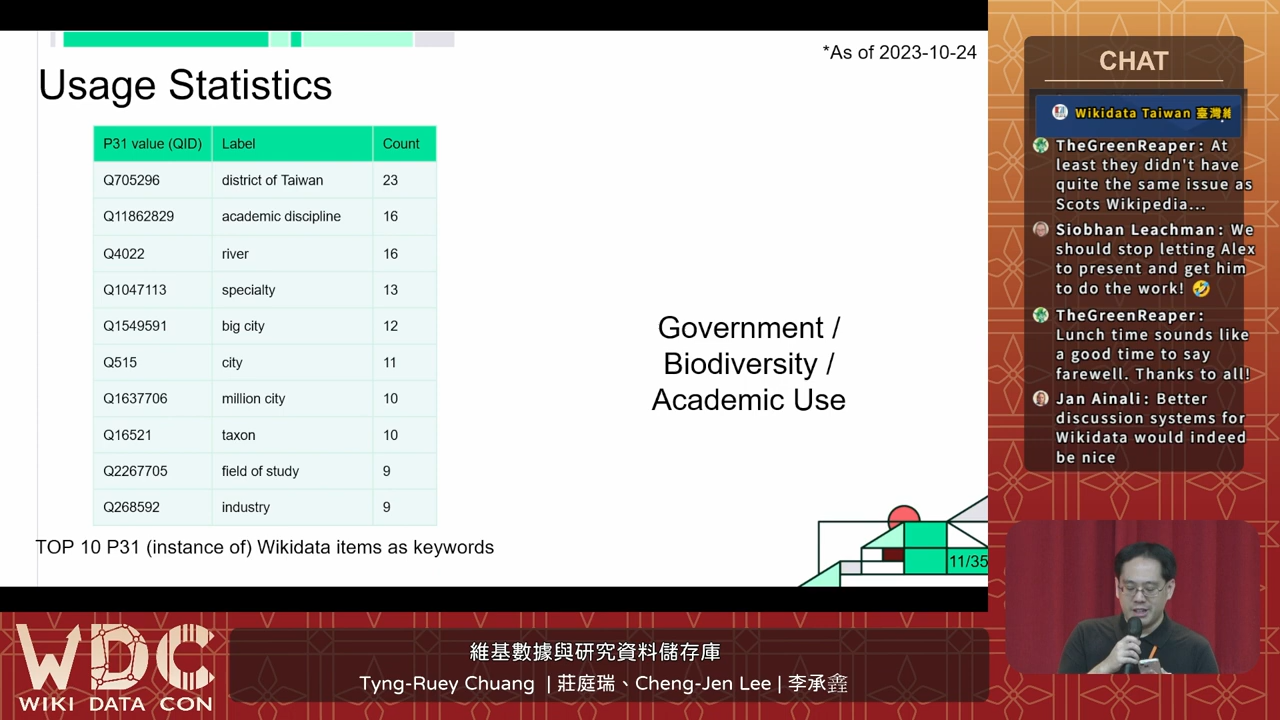 *As of 2023-10-24
Usage Statistics
P31 value (QID) Label Count
Q705296 district of Taiwan 23
Q11862829 academic discipline 16
Q4022 river 16
Q1047113 specialty 13
Q1549591 big city 12
Q515 city 11
Q1637706 million city 10
Q16521 taxon 10
Q2267705 field of study 9
Q268592 industry 9
TOP 10 P31 (instance of) Wikidata items as keywords
Government /
Biodiversity /
Academic Use
11/35
CHAT
Wikidata Taiwan 臺灣維
TheGreenReaper: At
least they didn't have
quite the same issue as
Scots Wikipedia...
Siobhan Leachman: We
should stop letting Alex
to present and get him
to do the work! 🤣
TheGreenReaper:
Lunch time sounds like
a good time to say
farewell. Thanks to all!
Jan Ainali: Better
discussion systems for
Wikidata would indeed
be nice
WDC
WIKI DATA CON
維基數據與研究資料儲存庫
Tyng-Ruey Chuang | 莊庭瑞、Cheng-Jen Lee | 李承錱